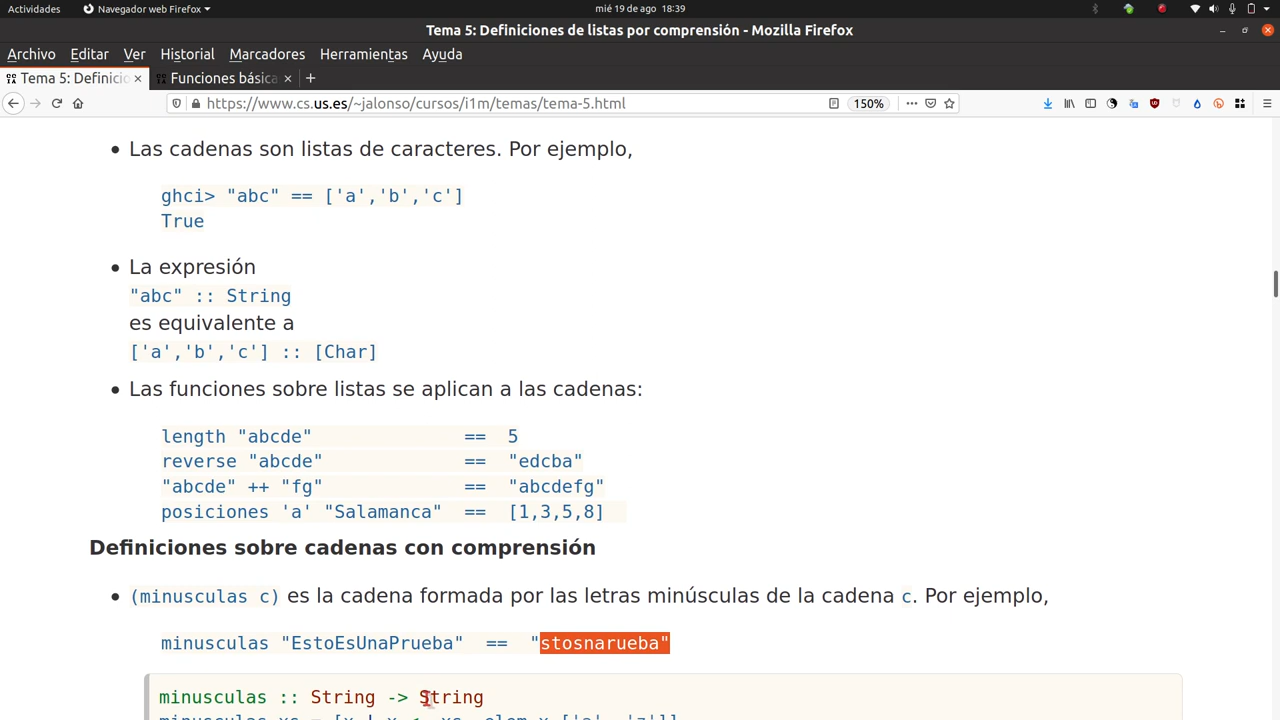 Actividades Navegador web Firefox mié 19 de ago 18:39
Tema 5: Definiciones de listas por comprensión - Mozilla Firefox
Archivo Editar Ver Historial Marcadores Herramientas Ayuda
Tema 5: Definicio × Funciones básica × +
https://www.cs.us.es/~jalonso/cursos/i1m/temas/tema-5.html 150%
• Las cadenas son listas de caracteres. Por ejemplo,
ghci> "abc" == ['a','b','c']
True
• La expresión
"abc" :: String
es equivalente a
['a','b','c'] :: [Char]
• Las funciones sobre listas se aplican a las cadenas:
length "abcde" == 5
reverse "abcde" == "edcba"
"abcde" ++ "fg" == "abcdefg"
posiciones 'a' "Salamanca" == [1,3,5,8]
Definiciones sobre cadenas con comprensión
• (minusculas c) es la cadena formada por las letras minúsculas de la cadena c. Por ejemplo,
minusculas "EstoEsUnaPrueba" == "stosnarueba"
minusculas :: String -> String
minusculas xs = [x | x <- xs, elem x ['a'..'z']]